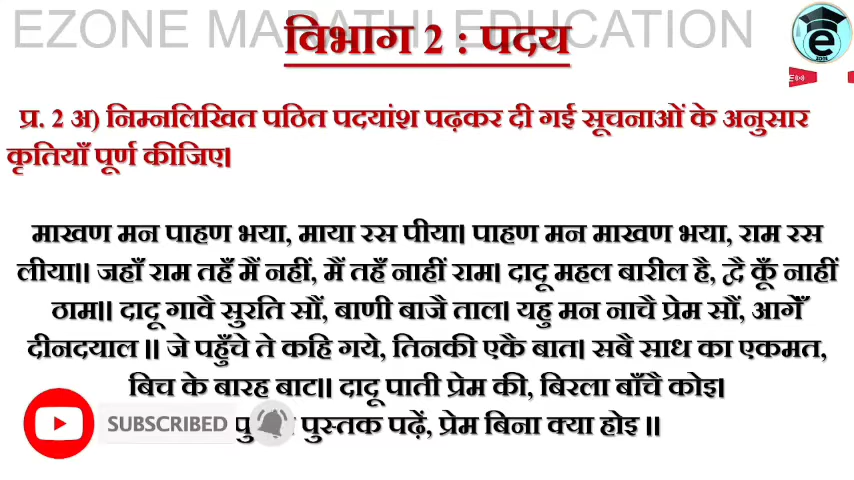 EZONE MARATHI EDUCATION
विभाग 2 : पदय
प्र. 2 अ) निम्नलिखित पठित पदयांश पढ़कर दी गई सूचनाओं के अनुसार
कृतियाँ पूर्ण कीजिए।
माखण मन पाहण भया, माया रस पीया। पाहण मन माखण भया, राम रस
लीया।। जहाँ राम तहँ मैं नहीं, मैं तहँ नाहीं राम। दादू महल बारील है, द्वै कूँ नाहीं
ठाम।। दादू गावै सुरति सौं, बाणी बाजै ताल। यहु मन नाचै प्रेम सौं, आगेँ
दीनदयाल ।। जे पहुँचे ते कहि गये, तिनकी एकै बात। सबै साध का एकमत,
बिच के बारह बाट।। दादू पाती प्रेम की, बिरला बाँचै कोइ।
पुस्तक पढ़ें, प्रेम बिना क्या होइ ।।
SUBSCRIBED
e